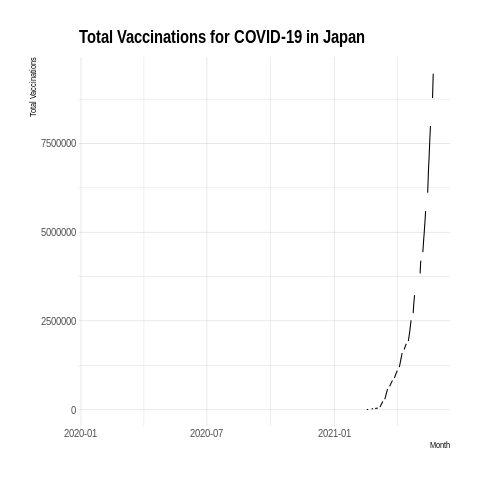 Total Vaccinations for COVID-19 in Japan
Total Vaccinations
7500000
5000000
2500000
0
2020-01
2020-07
2021-01
Month